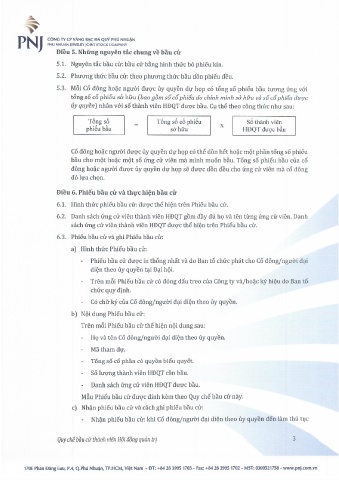 PNJ
CÔNG TY CP VÀNG BẠC ĐÁ QUÝ PHÚ NHUẬN
PHU NHUAN JEWELRY JOINT STOCK COMPANY
Điều 5. Những nguyên tắc chung về bầu cử
5.1. Nguyên tắc bầu cử: bầu cử bằng hình thức bỏ phiếu kín.
5.2. Phương thức bầu cử: theo phương thức bầu dồn phiếu đều.
5.3. Mỗi Cổ đông hoặc người được ủy quyền dự họp có tổng số phiếu bầu tương ứng với
tổng số cổ phiếu sở hữu (bao gồm số cổ phiếu do chính mình sở hữu và số cổ phiếu được
ủy quyền) nhân với số thành viên HĐQT được bầu. Cụ thể theo công thức như sau:
Tổng số = Tổng số cổ phiếu x Số thành viên
phiếu bầu sở hữu HĐQT được bầu
Cổ đông hoặc người được ủy quyền dự họp có thể dồn hết hoặc một phần tổng số phiếu
bầu cho một hoặc một số ứng cử viên mà mình muốn bầu. Tổng số phiếu bầu của cổ
đông hoặc người được ủy quyền dự họp sẽ được dồn đều cho ứng cử viên mà cổ đông
đó lựa chọn.
Điều 6. Phiếu bầu cử và thực hiện bầu cử
6.1. Hình thức phiếu bầu cử: được thể hiện trên Phiếu bầu cử.
6.2. Danh sách ứng cử viên thành viên HĐQT gồm đầy đủ họ và tên từng ứng cử viên. Danh
sách ứng cử viên thành viên HĐQT được thể hiện trên Phiếu bầu cử.
6.3. Phiếu bầu cử và ghi Phiếu bầu cử:
a) Hình thức Phiếu bầu cử:
- Phiếu bầu cử được in thống nhất và do Ban tổ chức phát cho Cổ đông/người đại
diện theo ủy quyền tại Đại hội.
- Trên mỗi Phiếu bầu cử có đóng dấu treo của Công ty và/hoặc ký hiệu do Ban tổ
chức quy định.
- Có chữ ký của Cổ đông/người đại diện theo ủy quyền.
b) Nội dung Phiếu bầu cử:
Trên mỗi Phiếu bầu cử thể hiện nội dung sau:
- Họ và tên Cổ đông/người đại diện theo ủy quyền.
- Mã tham dự.
- Tổng số cổ phần có quyền biểu quyết.
- Số lượng thành viên HĐQT cần bầu.
- Danh sách ứng cử viên HĐQT được bầu.
Mẫu Phiếu bầu cử được đính kèm theo Quy chế bầu cử này.
c) Nhận phiếu bầu cử và cách ghi phiếu bầu cử:
- Nhận phiếu bầu cử: khi Cổ đông/người đại diện theo ủy quyền đến làm thủ tục
Quy chế bầu cử thành viên Hội đồng quản trị 3
170E Phan Đăng Lưu, P.4, Q.Phú Nhuận, TP.HCM, Việt Nam - ĐT: +84 28 3995 1703 - Fax: +84 28 3995 1702 - MST: 0300521758 - www.pnj.com.vn